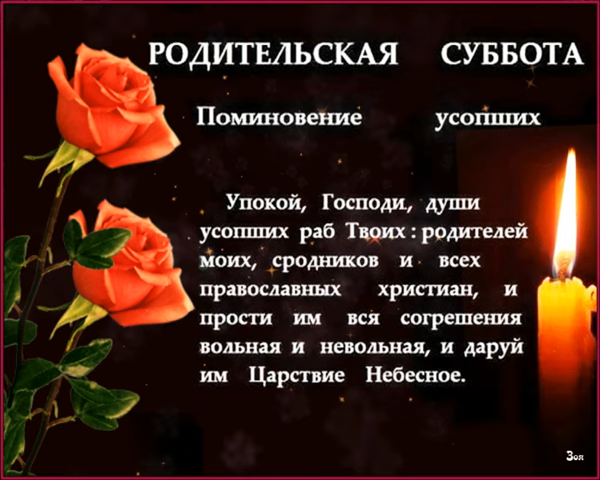 РОДИТЕЛЬСКАЯ СУББОТА
Поминовение усопших
Упокой, Господи, души
усопших раб Твоих : родителей
моих, сродников и всех
православных христиан, и
прости им вся согрешения
вольная и невольная, и даруй
им Царствие Небесное.
Зоя